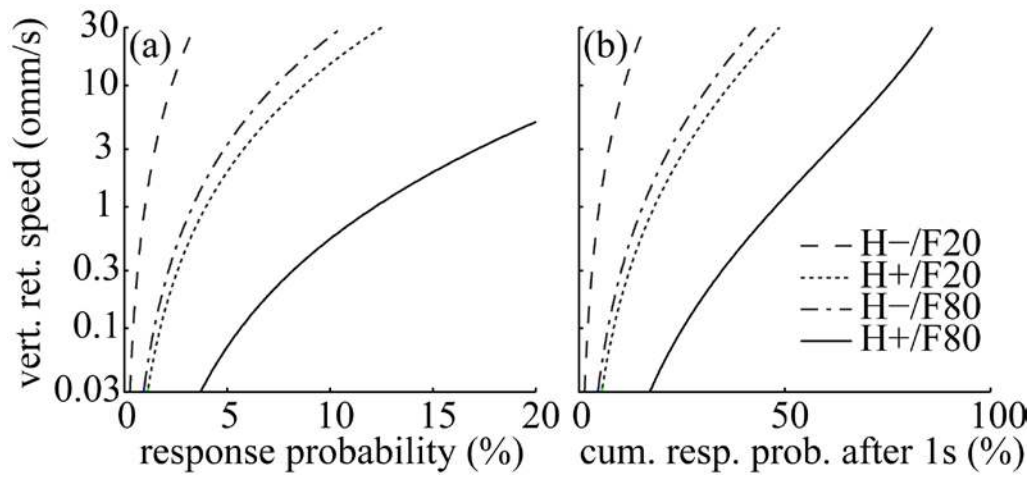 vert. ret. speed (omm/s)
30
10
3
1
0.3
0.1
0.03
(a)
0
5
10
15
20
response probability (%)
(b)
H−/F20
H+/F20
H−/F80
H+/F80
0
50
100
cum. resp. prob. after 1s (%)